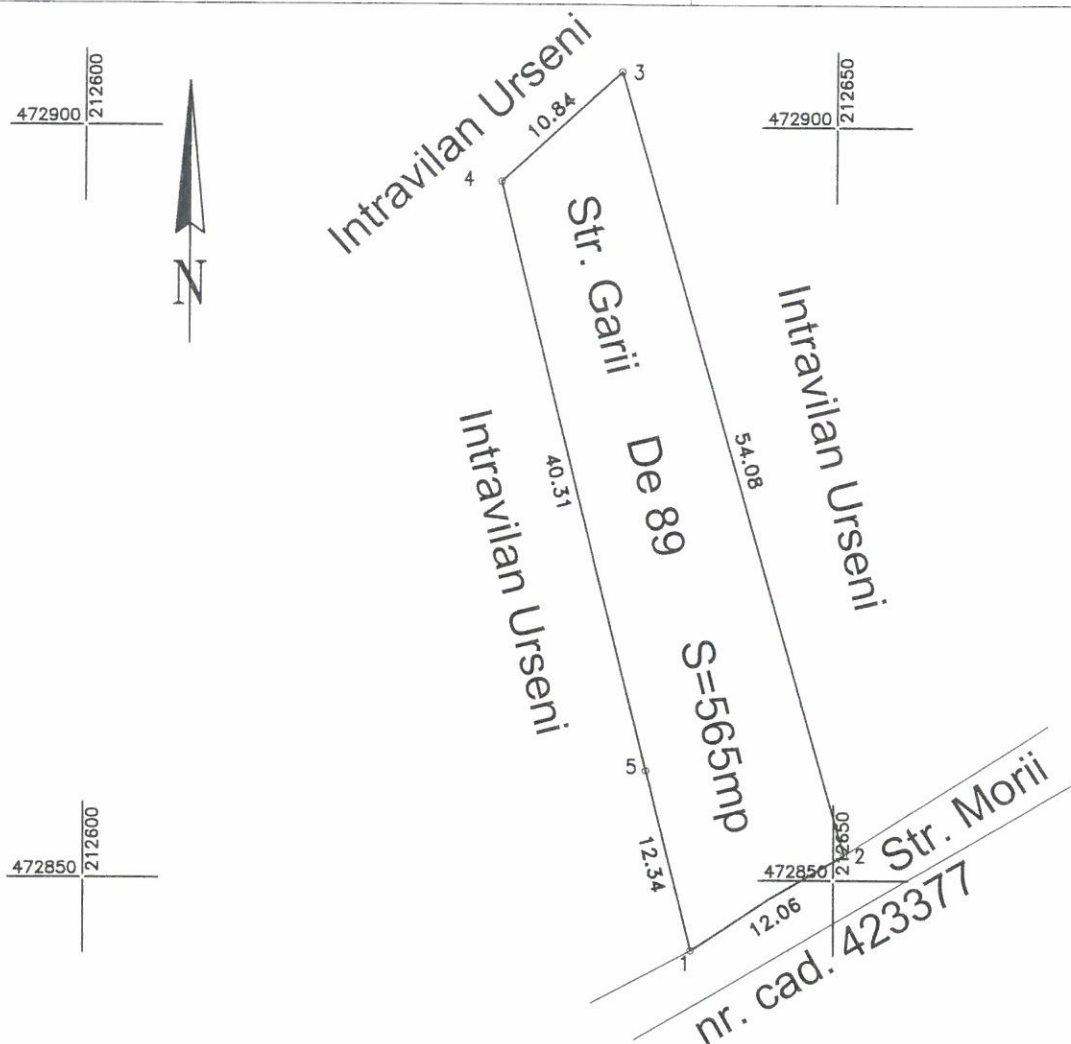 Intravilan Urseni
3
212600
472900
212650
472900
10.84
4
N
Str. Garii
Intravilan Urseni
Intravilan Urseni
De 89
54.08
40.31
S=565mp
5
12.34
212600
472850
212650
472850
2
Str. Morii
12.06
1
nr. cad. 423377